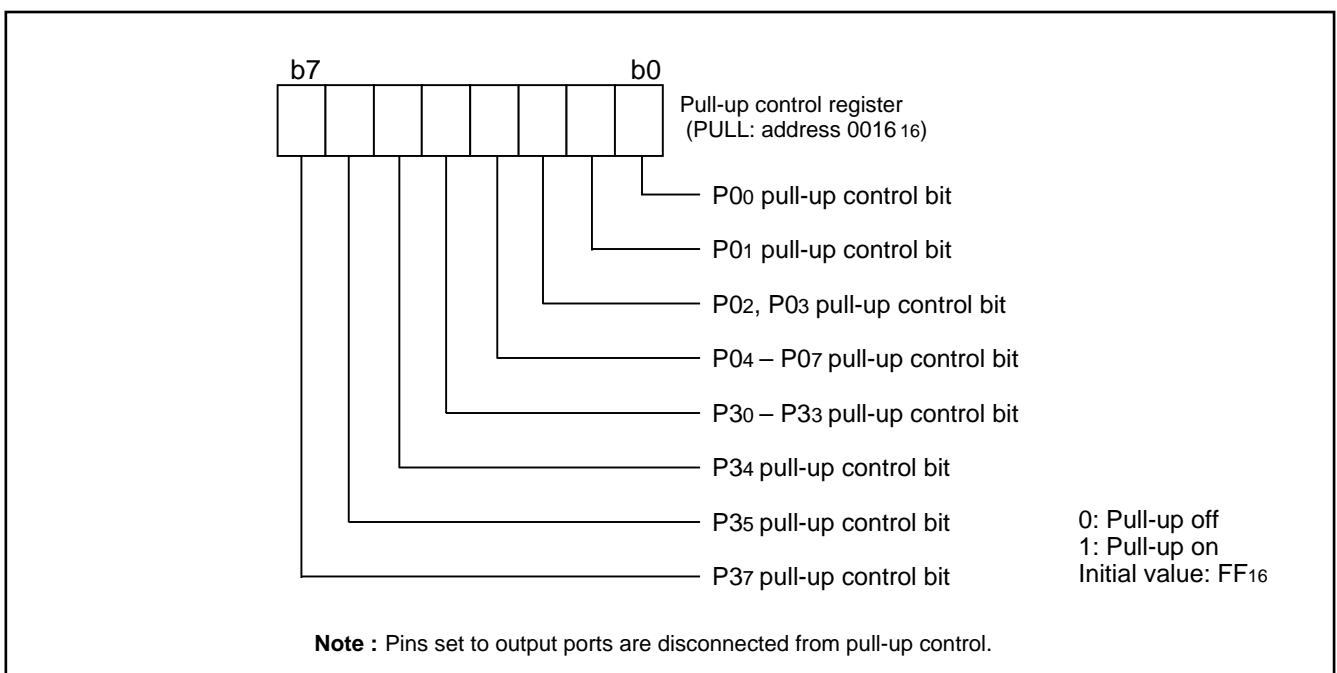 b7 b0
Pull-up control register
(PULL: address 0016 16)
P00 pull-up control bit
P01 pull-up control bit
P02, P03 pull-up control bit
P04 – P07 pull-up control bit
P30 – P33 pull-up control bit
P34 pull-up control bit
P35 pull-up control bit
P37 pull-up control bit
0: Pull-up off
1: Pull-up on
Initial value: FF16
Note : Pins set to output ports are disconnected from pull-up control.